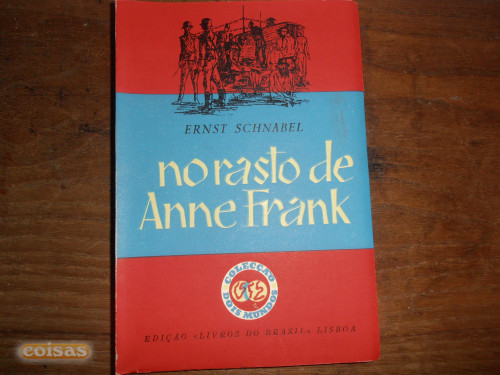 ERNST SCHNABEL
no rasto de
Anne Frank
COLECÇÃO
DOIS MUNDOS
EDIÇÃO «LIVROS DO BRASIL» LISBOA
coisas